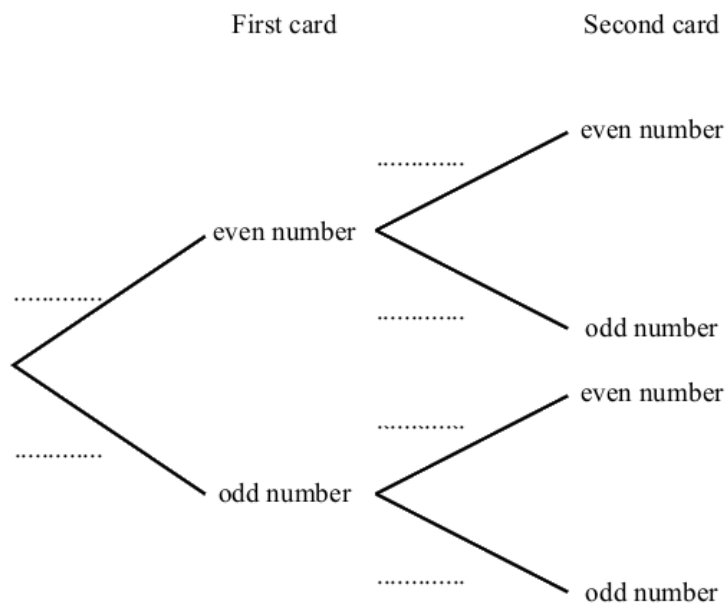 First card Second card
even number
.............
even number
.............
.............
odd number
even number
.............
.............
odd number
.............
odd number